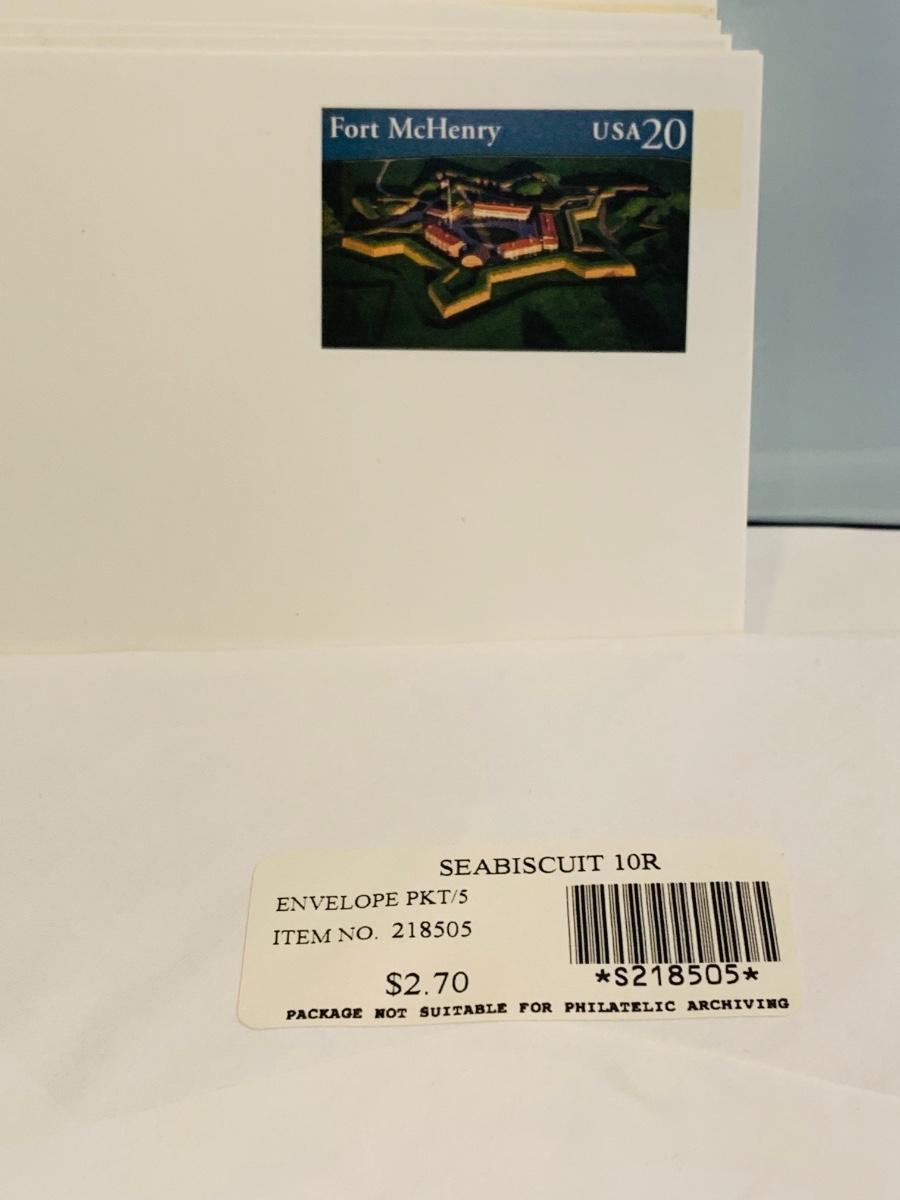 Fort McHenry USA20
SEABISCUIT 10R
ENVELOPE PKT/5
ITEM NO. 218505
$2.70
*S218505*
PACKAGE NOT SUITABLE FOR PHILATELIC ARCHIVING